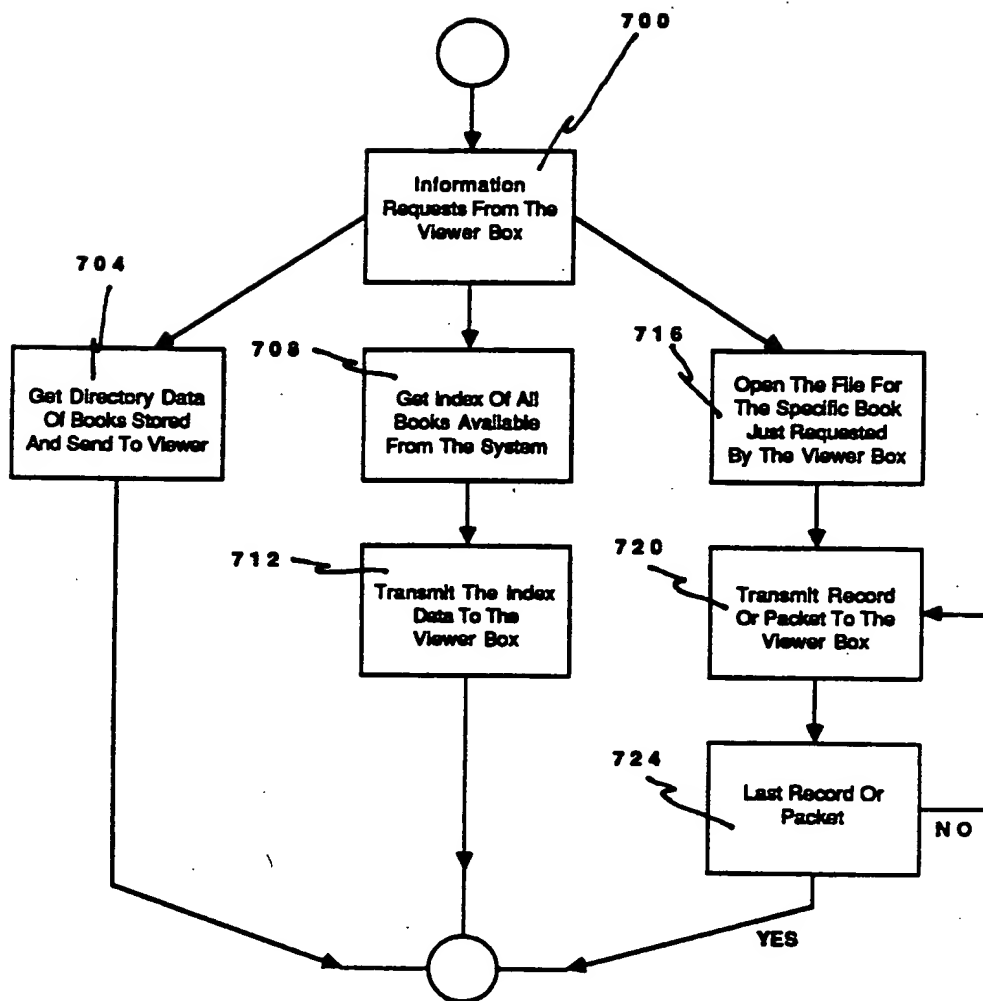 700
Information
Requests From The
Viewer Box
704
Get Directory Data
Of Books Stored
And Send To Viewer
708
Get Index Of All
Books Available
From The System
716
Open The File For
The Specific Book
Just Requested
By The Viewer Box
712
Transmit The Index
Data To The
Viewer Box
720
Transmit Record
Or Packet To The
Viewer Box
724
Last Record Or
Packet
NO
YES